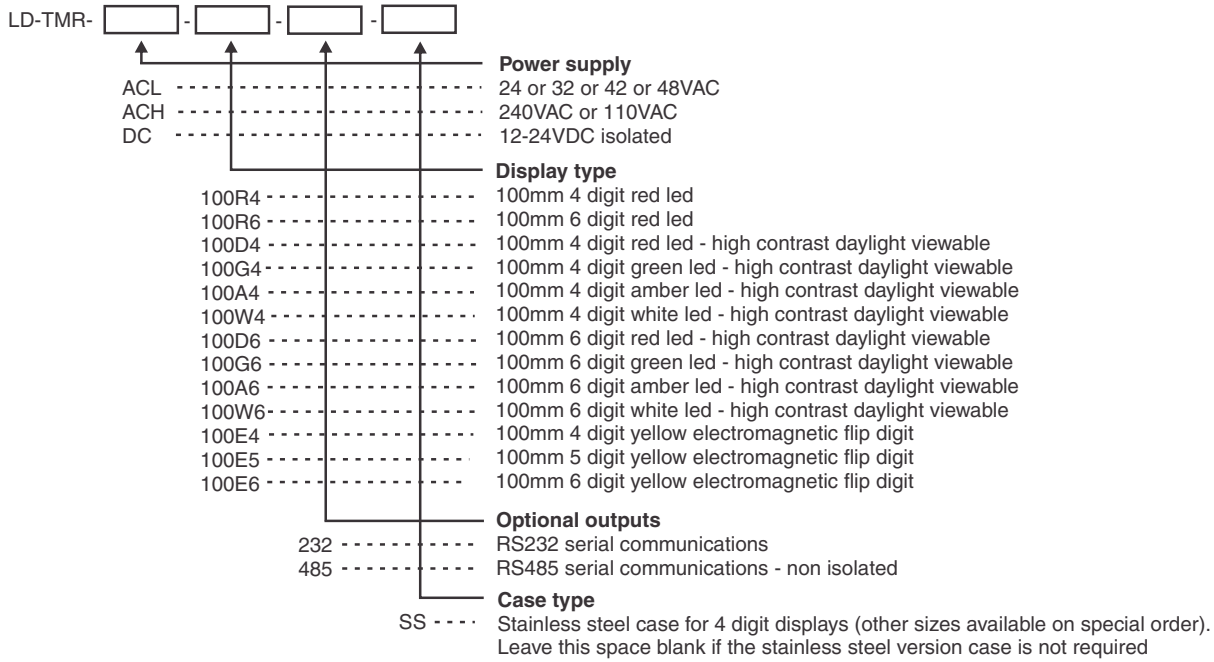 LD-TMR- - - -
Power supply
ACL - - - - 24 or 32 or 42 or 48VAC
ACH - - - - 240VAC or 110VAC
DC - - - - 12-24VDC isolated
Display type
100R4 - - - - 100mm 4 digit red led
100R6 - - - - 100mm 6 digit red led
100D4 - - - - 100mm 4 digit red led - high contrast daylight viewable
100G4 - - - - 100mm 4 digit green led - high contrast daylight viewable
100A4 - - - - 100mm 4 digit amber led - high contrast daylight viewable
100W4 - - - - 100mm 4 digit white led - high contrast daylight viewable
100D6 - - - - 100mm 6 digit red led - high contrast daylight viewable
100G6 - - - - 100mm 6 digit green led - high contrast daylight viewable
100A6 - - - - 100mm 6 digit amber led - high contrast daylight viewable
100W6 - - - - 100mm 6 digit white led - high contrast daylight viewable
100E4 - - - - 100mm 4 digit yellow electromagnetic flip digit
100E5 - - - - 100mm 5 digit yellow electromagnetic flip digit
100E6 - - - - 100mm 6 digit yellow electromagnetic flip digit
Optional outputs
232 - - - - RS232 serial communications
485 - - - - RS485 serial communications - non isolated
Case type
SS - - - - Stainless steel case for 4 digit displays (other sizes available on special order).
Leave this space blank if the stainless steel version case is not required